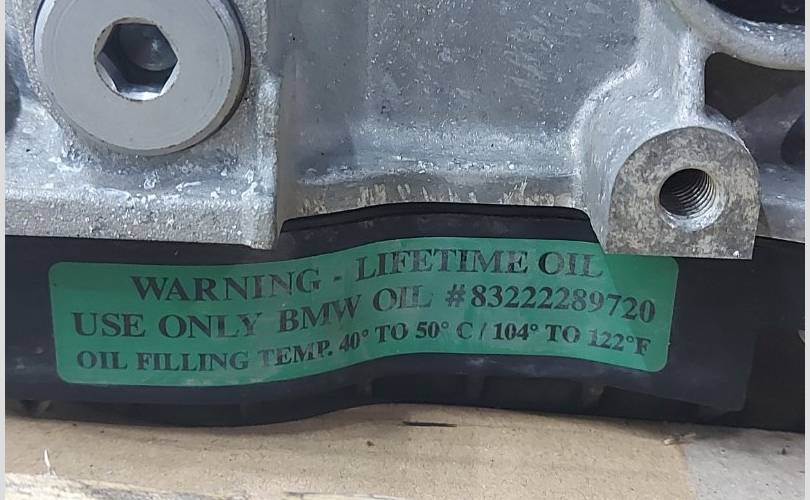 WARNING - LIFETIME OIL
USE ONLY BMW OIL #83222289720
OIL FILLING TEMP. 40° TO 50° C / 104° TO 122°F